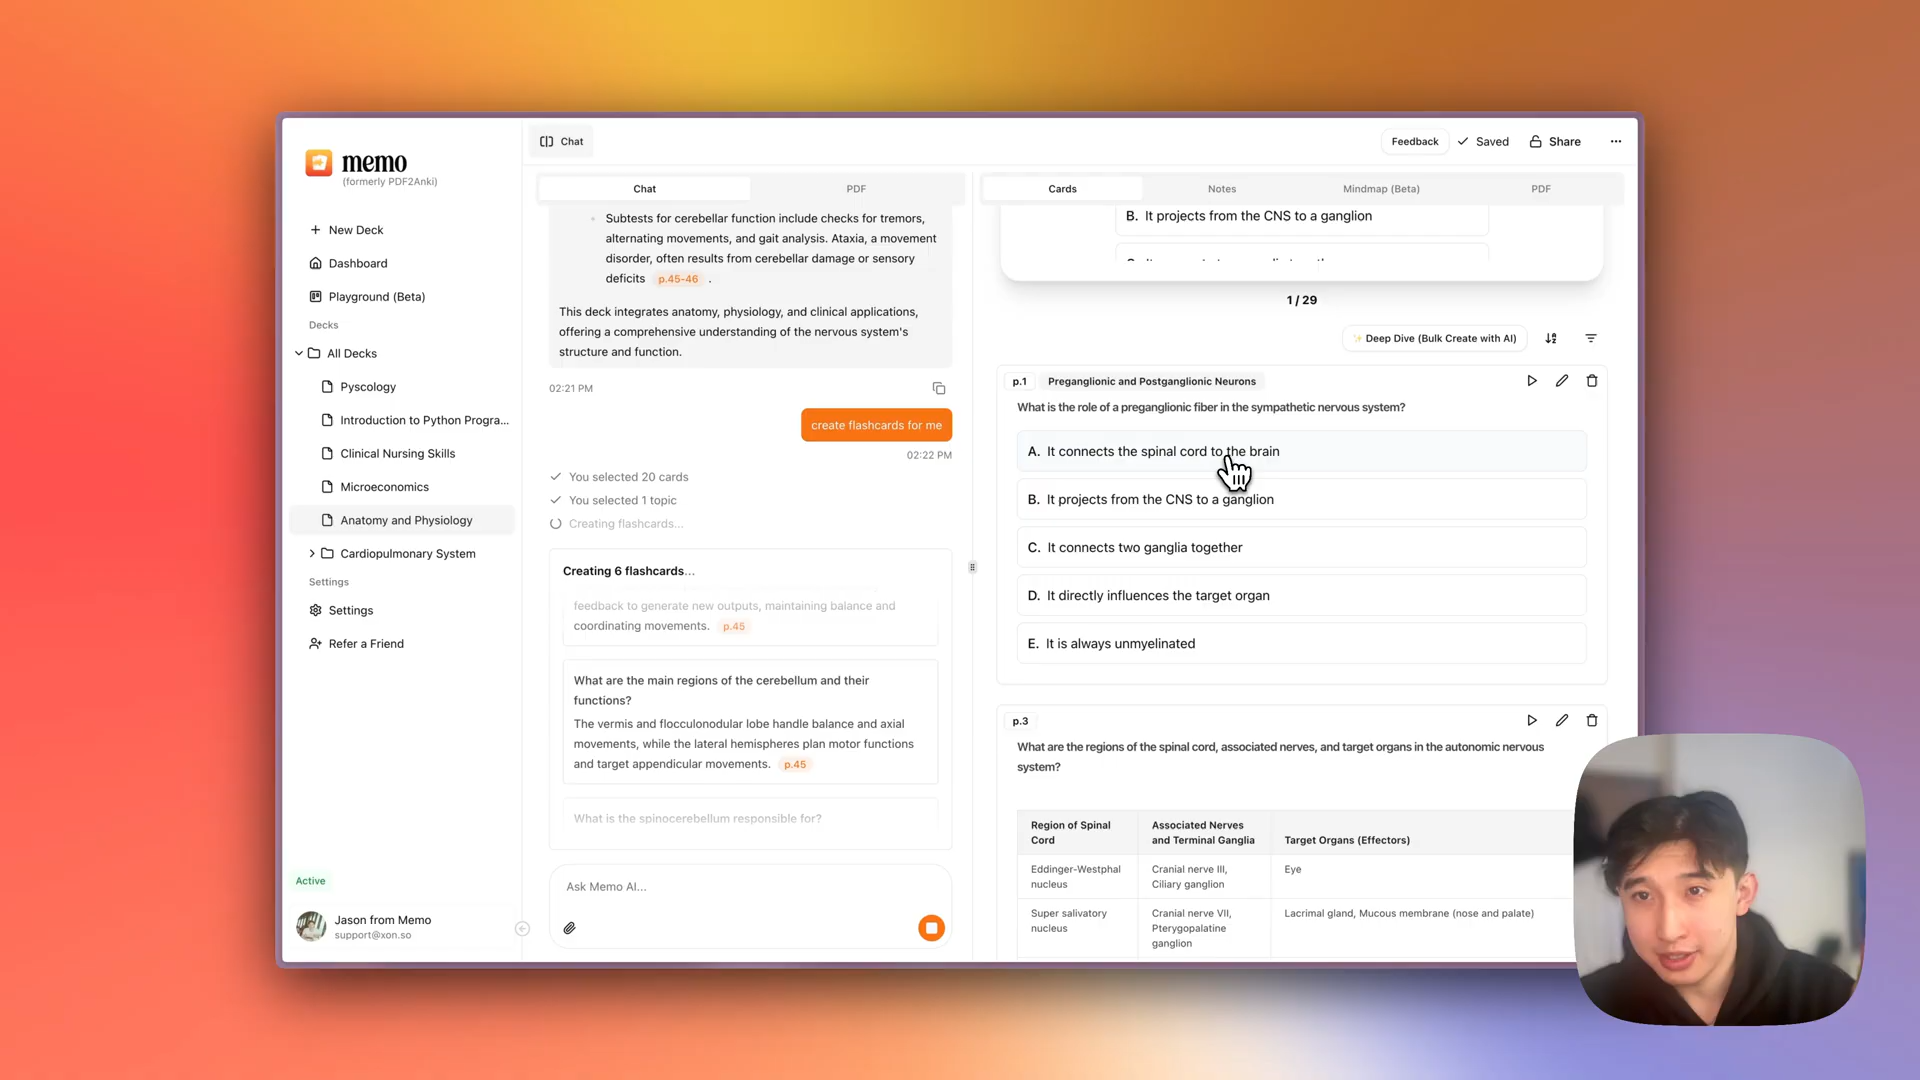 memo
(formerly PDF2Anki)
New Deck
Dashboard
Playground (Beta)
Decks
All Decks
Pyscology
Introduction to Python Progra...
Clinical Nursing Skills
Microeconomics
Anatomy and Physiology
Cardiopulmonary System
Settings
Settings
Refer a Friend
Active
Jason from Memo
support@xon.so
Chat
Feedback
Saved
Share
Chat
PDF
Subtests for cerebellar function include checks for tremors,
alternating movements, and gait analysis. Ataxia, a movement
disorder, often results from cerebellar damage or sensory
deficits p.45-46 .
This deck integrates anatomy, physiology, and clinical applications,
offering a comprehensive understanding of the nervous system's
structure and function.
02:21 PM
create flashcards for me
02:22 PM
You selected 20 cards
You selected 1 topic
Creating flashcards...
Creating 6 flashcards...
feedback to generate new outputs, maintaining balance and
coordinating movements. p.45
What are the main regions of the cerebellum and their
functions?
The vermis and flocculonodular lobe handle balance and axial
movements, while the lateral hemispheres plan motor functions
and target appendicular movements. p.45
What is the spinocerebellum responsible for?
Ask Memo AI...
Cards
Notes
Mindmap (Beta)
PDF
B. It projects from the CNS to a ganglion
1 / 29
Deep Dive (Bulk Create with AI)
p.1 Preganglionic and Postganglionic Neurons
What is the role of a preganglionic fiber in the sympathetic nervous system?
A. It connects the spinal cord to the brain
B. It projects from the CNS to a ganglion
C. It connects two ganglia together
D. It directly influences the target organ
E. It is always unmyelinated
p.3
What are the regions of the spinal cord, associated nerves, and target organs in the autonomic nervous
system?
Region of Spinal
Cord
Associated Nerves
and Terminal Ganglia
Target Organs (Effectors)
Eddinger-Westphal
nucleus
Cranial nerve III,
Ciliary ganglion
Eye
Super salivatory
nucleus
Cranial nerve VII,
Pterygopalatine
ganglion
Lacrimal gland, Mucous membrane (nose and palate)